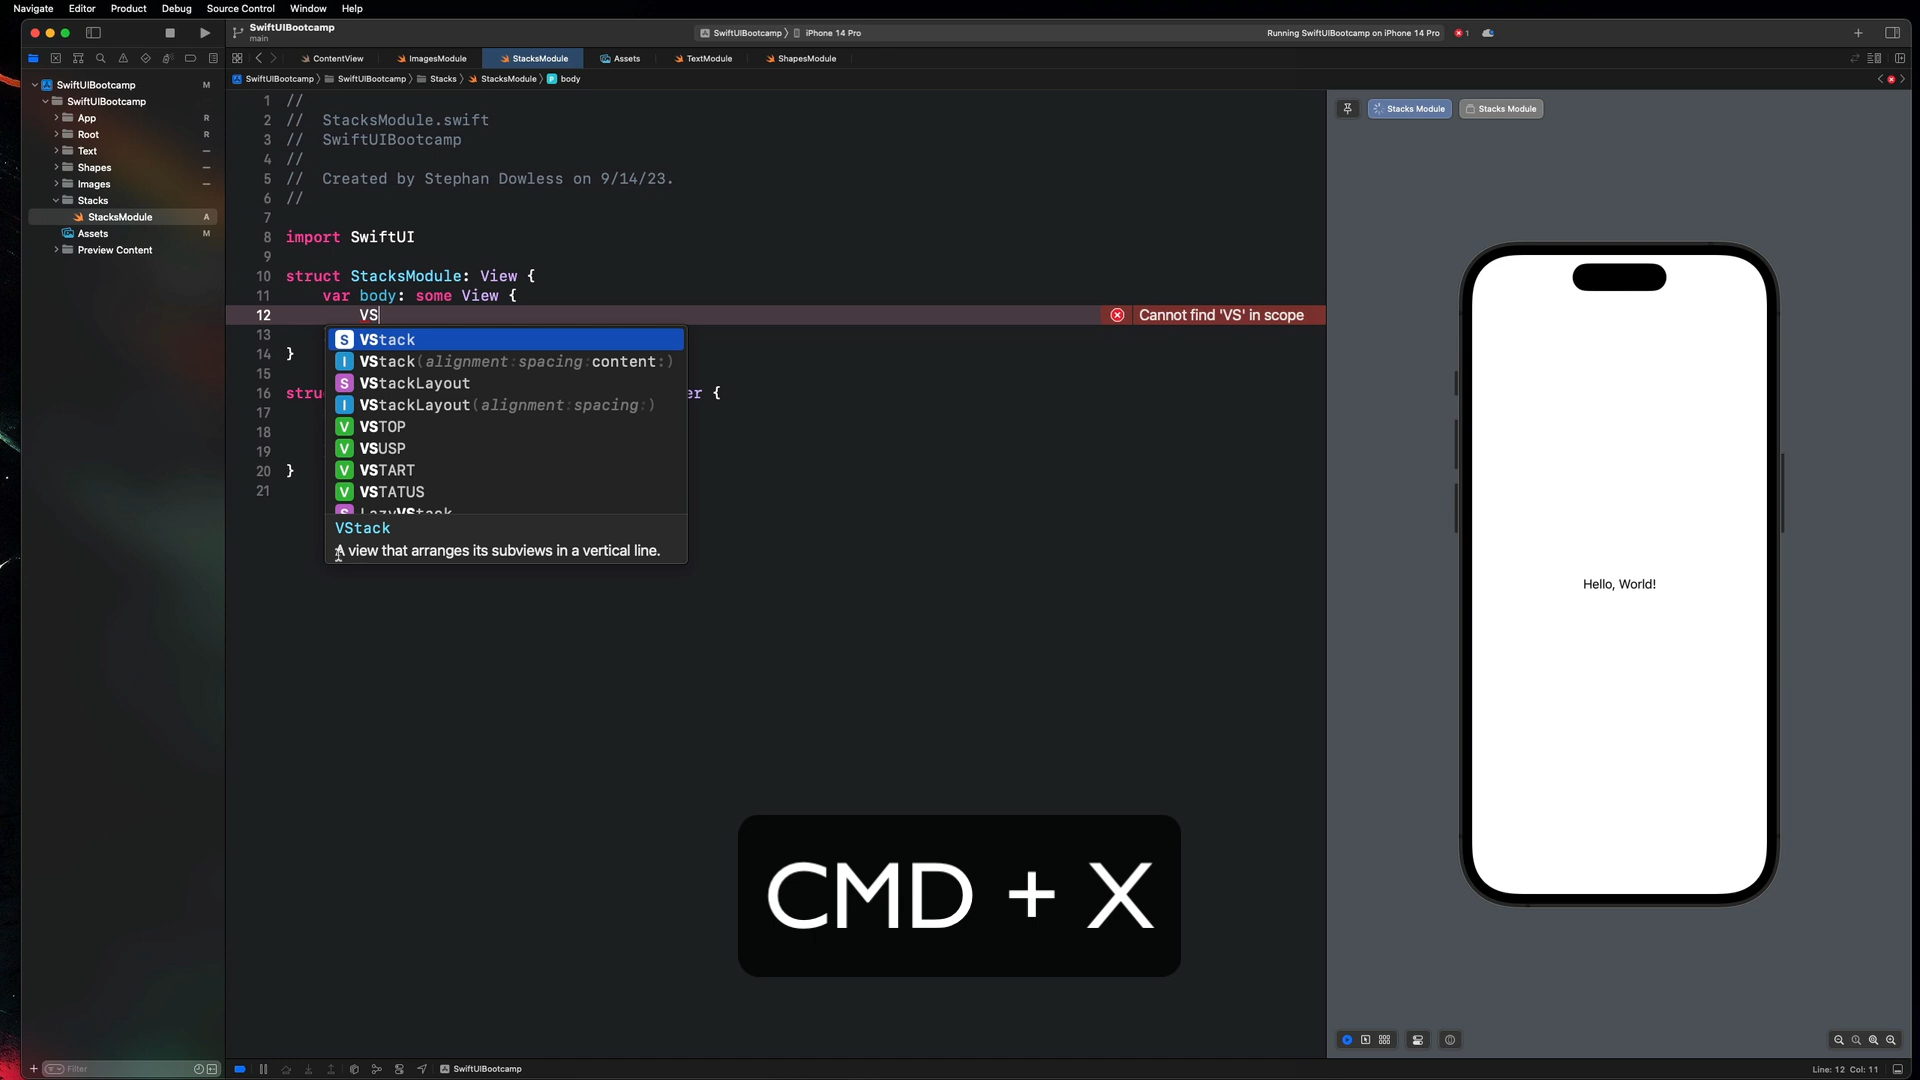 Navigate Editor Product Debug Source Control Window Help
SwiftUIBootcamp
main
SwiftUIBootcamp iPhone 14 Pro
Running SwiftUIBootcamp on iPhone 14 Pro 1
ContentView ImagesModule StacksModule Assets TextModule ShapesModule
SwiftUIBootcamp SwiftUIBootcamp Stacks StacksModule body
SwiftUIBootcamp M
SwiftUIBootcamp
App R
Root R
Text
Shapes
Images
Stacks
StacksModule A
Assets M
Preview Content
1 //
2 // StacksModule.swift
3 // SwiftUIBootcamp
4 //
5 // Created by Stephan Dowless on 9/14/23.
6 //
7
8 import SwiftUI
9
10 struct StacksModule: View {
11 var body: some View {
12 VS
Cannot find 'VS' in scope
13
14 }
15
16 stru er {
17
18
19
20 }
21
S VStack
I VStack(alignment:spacing:content:)
S VStackLayout
I VStackLayout(alignment:spacing:)
V VSTOP
V VSUSP
V VSTART
V VSTATUS
S LazyVStack
VStack
A view that arranges its subviews in a vertical line.
Stacks Module Stacks Module
Hello, World!
CMD + X
Filter
SwiftUIBootcamp
Line: 12 Col: 11